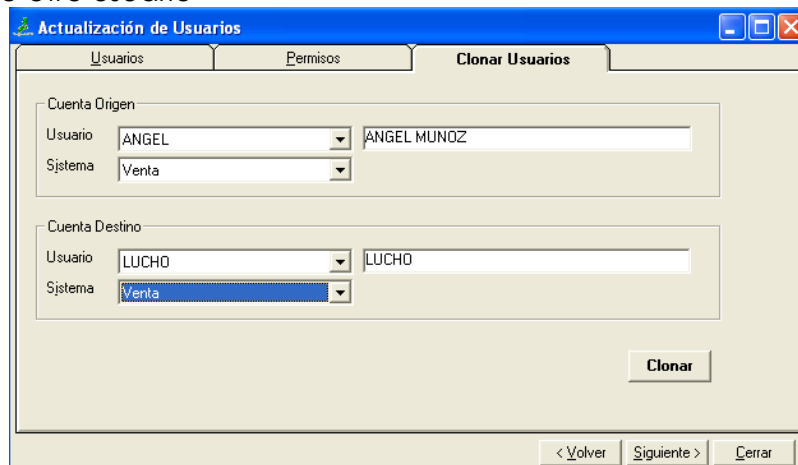 Actualización de Usuarios
Usuarios Permisos Clonar Usuarios
Cuenta Origen
Usuario ANGEL ANGEL MUNOZ
Sistema Venta
Cuenta Destino
Usuario LUCHO LUCHO
Sistema Venta
Clonar
< Volver Siguiente > Cerrar